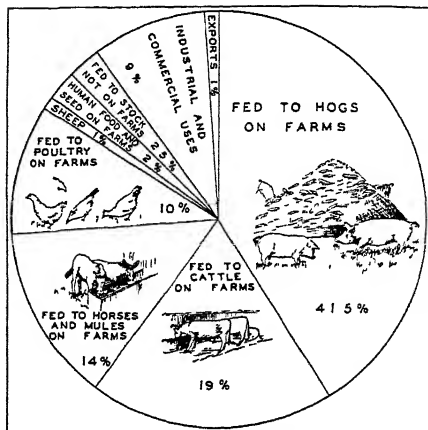 EXPORTS 1%
FED TO HOGS
ON FARMS
41 5 %
FED TO
CATTLE
ON FARMS
19 %
FED TO HORSES
AND MULES
ON FARMS
14%
FED TO
POULTRY
ON FARMS
10 %
SHEEP 1%
HUMAN FOOD AND
SEED ON FARMS 2 %
FED TO STOCK
NOT ON FARMS 2 5 %
INDUSTRIAL AND
COMMERCIAL USES
9 %